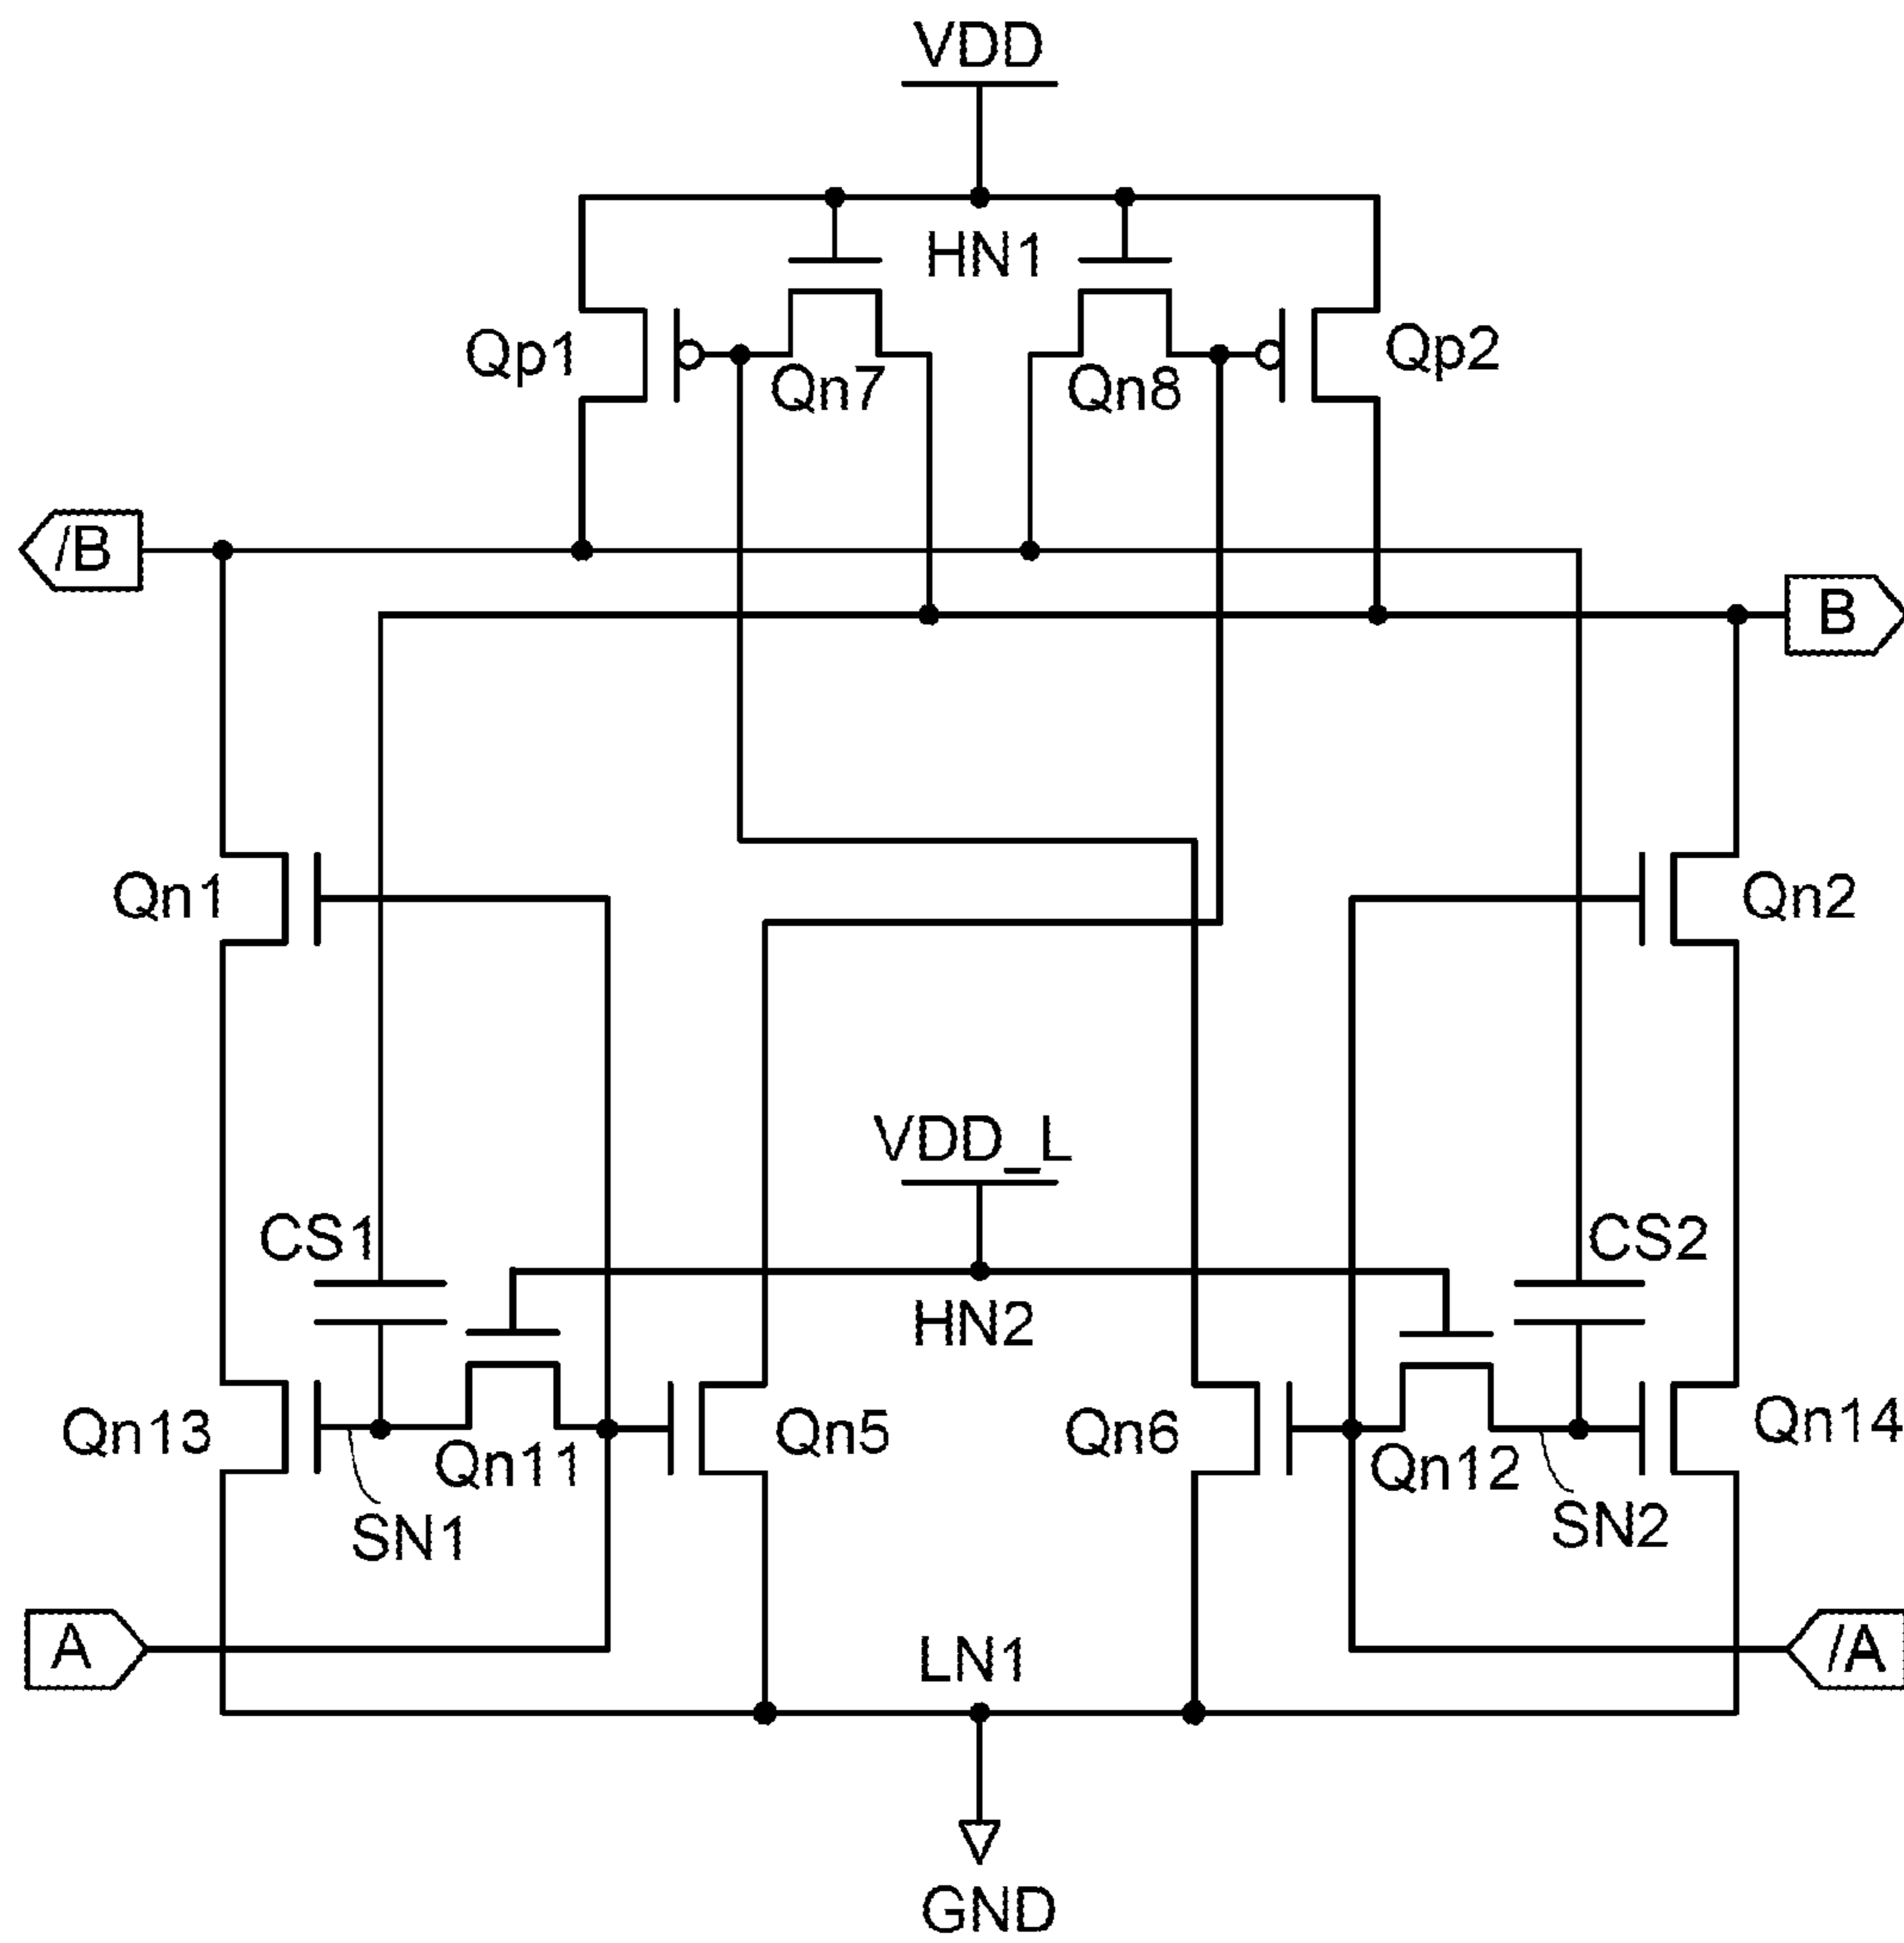 VDD
HN1
Qp1
Qp2
Qn7
Qn8
/B
B
Qn1
Qn2
VDD_L
CS1
CS2
HN2
Qn13
Qn11
Qn5
Qn6
Qn12
Qn14
SN1
SN2
A
LN1
/A
GND